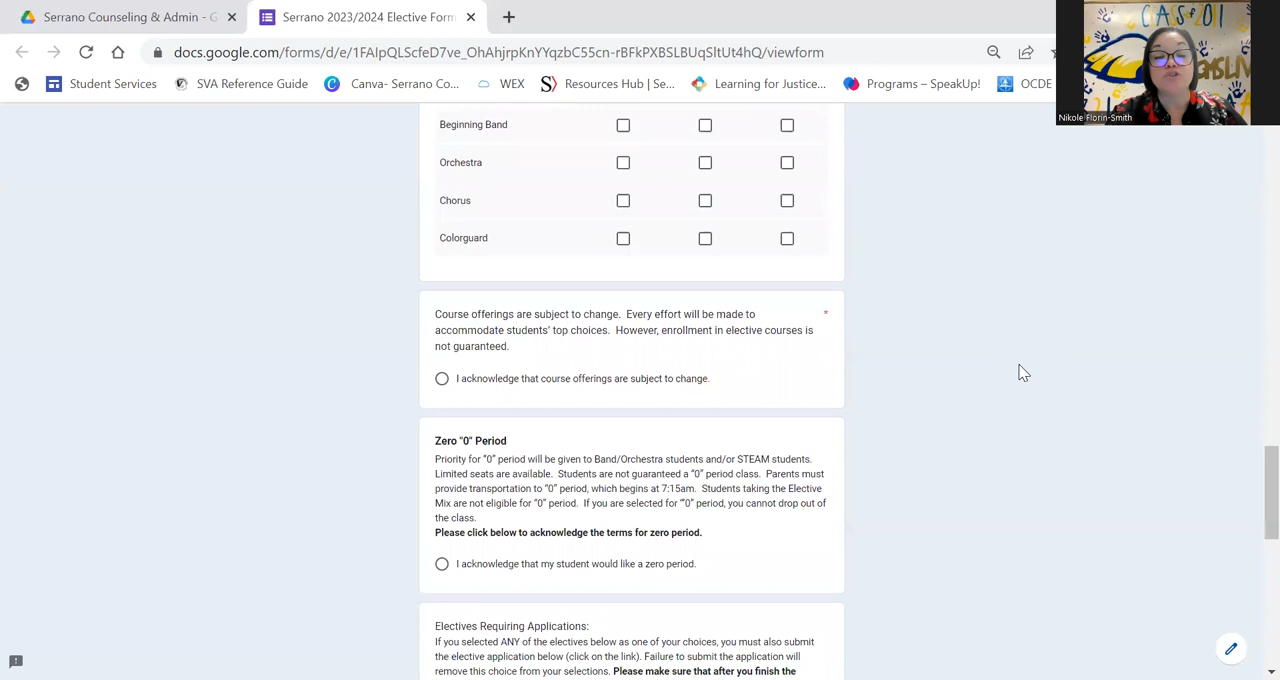 Serrano Counseling & Admin - G
Serrano 2023/2024 Elective Form
docs.google.com/forms/d/e/1FAIpQLScfeD7ve_OhAhjrpKnYYqzbC55cn-rBFkPXBSLBUqSltUt4hQ/viewform
Student Services
SVA Reference Guide
Canva- Serrano Co...
WEX
Resources Hub | Se...
Learning for Justice...
Programs – SpeakUp!
OCDE
CAS 2011
Nikole Florin-Smith
Beginning Band
Orchestra
Chorus
Colorguard
Course offerings are subject to change. Every effort will be made to *
accommodate students' top choices. However, enrollment in elective courses is
not guaranteed.
I acknowledge that course offerings are subject to change.
Zero "0" Period
Priority for "0" period will be given to Band/Orchestra students and/or STEAM students.
Limited seats are available. Students are not guaranteed a "0" period class. Parents must
provide transportation to "0" period, which begins at 7:15am. Students taking the Elective
Mix are not eligible for "0" period. If you are selected for ""0" period, you cannot drop out of
the class.
Please click below to acknowledge the terms for zero period.
I acknowledge that my student would like a zero period.
Electives Requiring Applications:
If you selected ANY of the electives below as one of your choices, you must also submit
the elective application below (click on the link). Failure to submit the application will
remove this choice from your selections. Please make sure that after you finish the